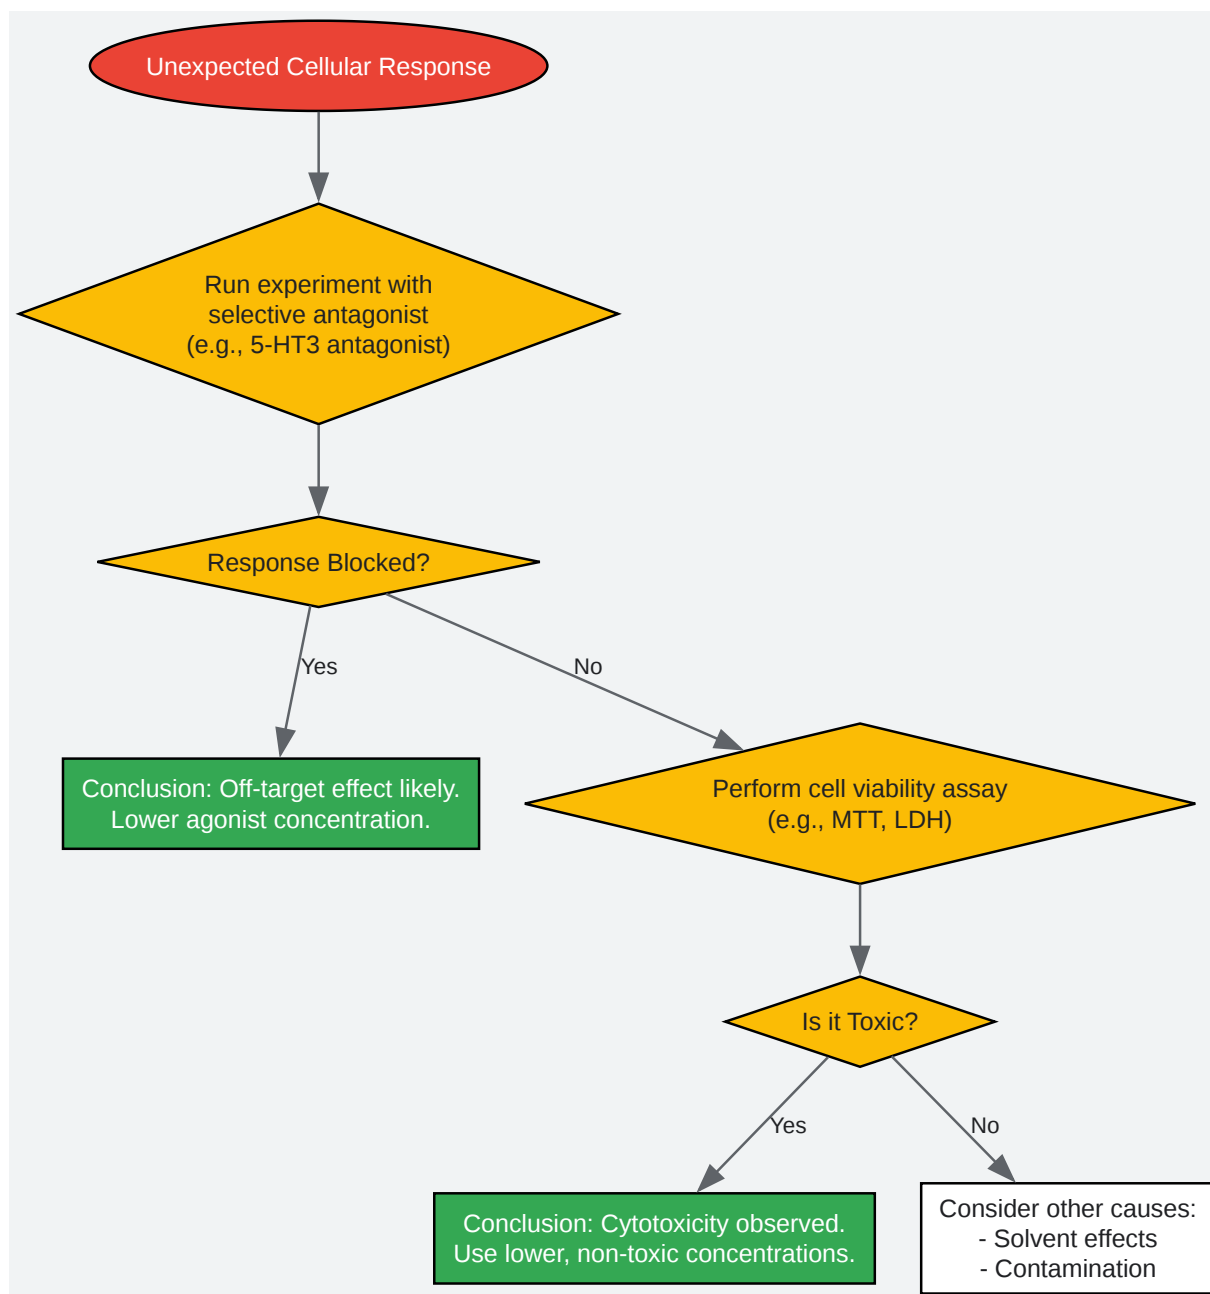 Unexpected Cellular Response
Run experiment with
selective antagonist
(e.g., 5-HT3 antagonist)
Response Blocked?
Yes
No
Conclusion: Off-target effect likely.
Lower agonist concentration.
Perform cell viability assay
(e.g., MTT, LDH)
Is it Toxic?
Yes
No
Conclusion: Cytotoxicity observed.
Use lower, non-toxic concentrations.
Consider other causes:
- Solvent effects
- Contamination